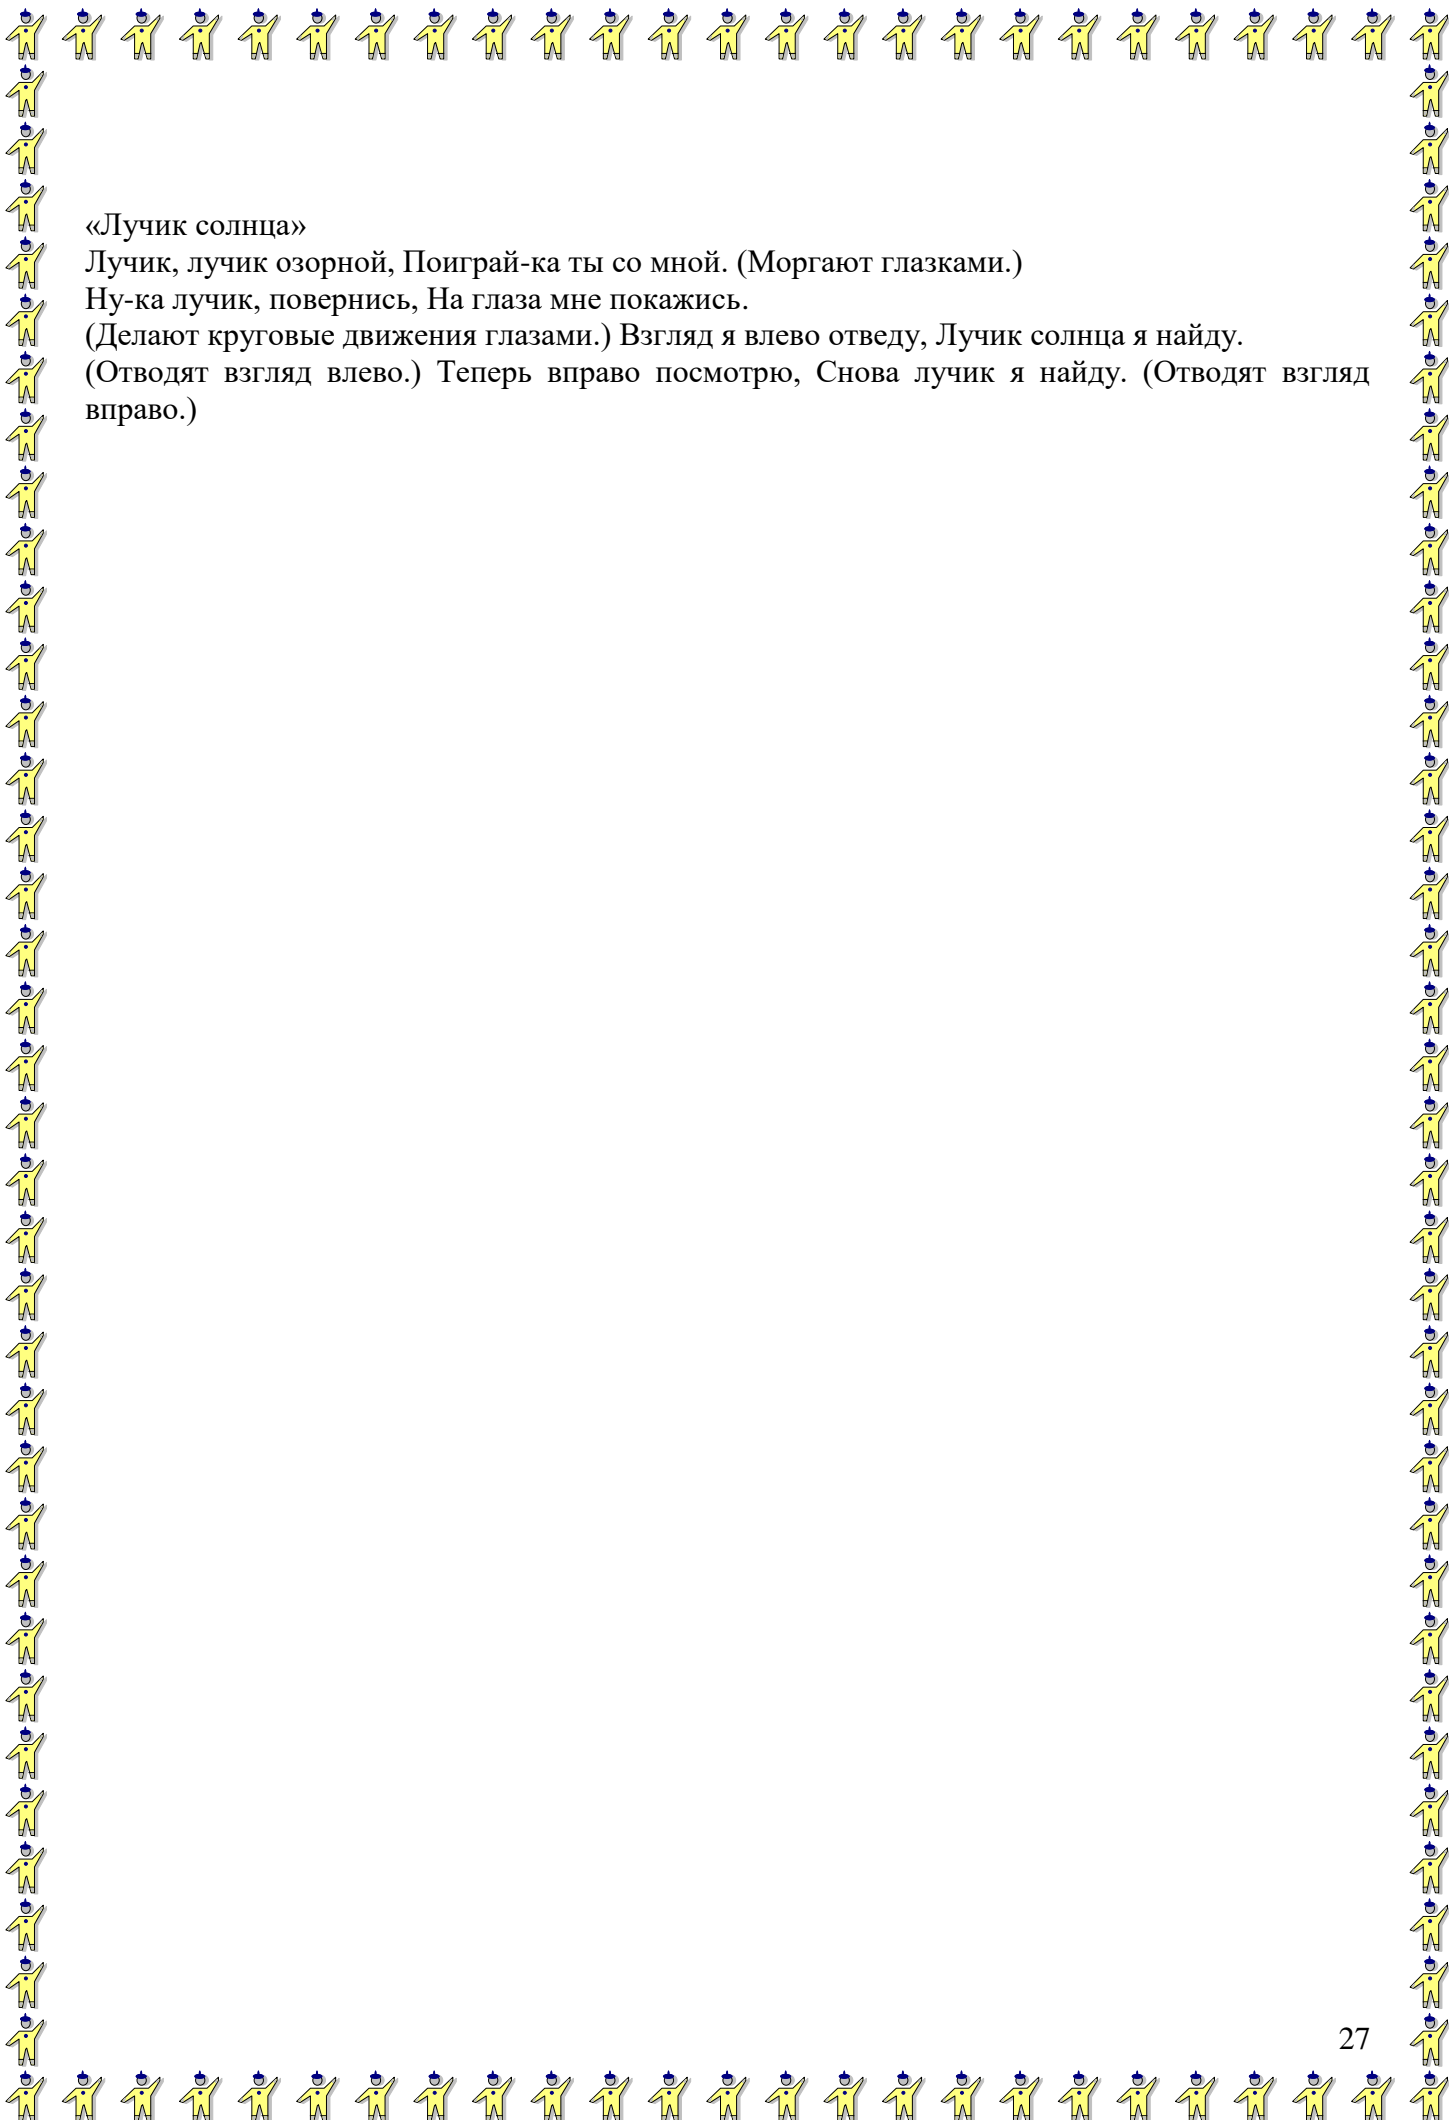 «Лучик солнца»
Лучик, лучик озорной, Поиграй-ка ты со мной. (Моргают глазками.)
Ну-ка лучик, повернись, На глаза мне покажись.
(Делают круговые движения глазами.) Взгляд я влево отведу, Лучик солнца я найду.
(Отводят взгляд влево.) Теперь вправо посмотрю, Снова лучик я найду. (Отводят взгляд
вправо.)
27